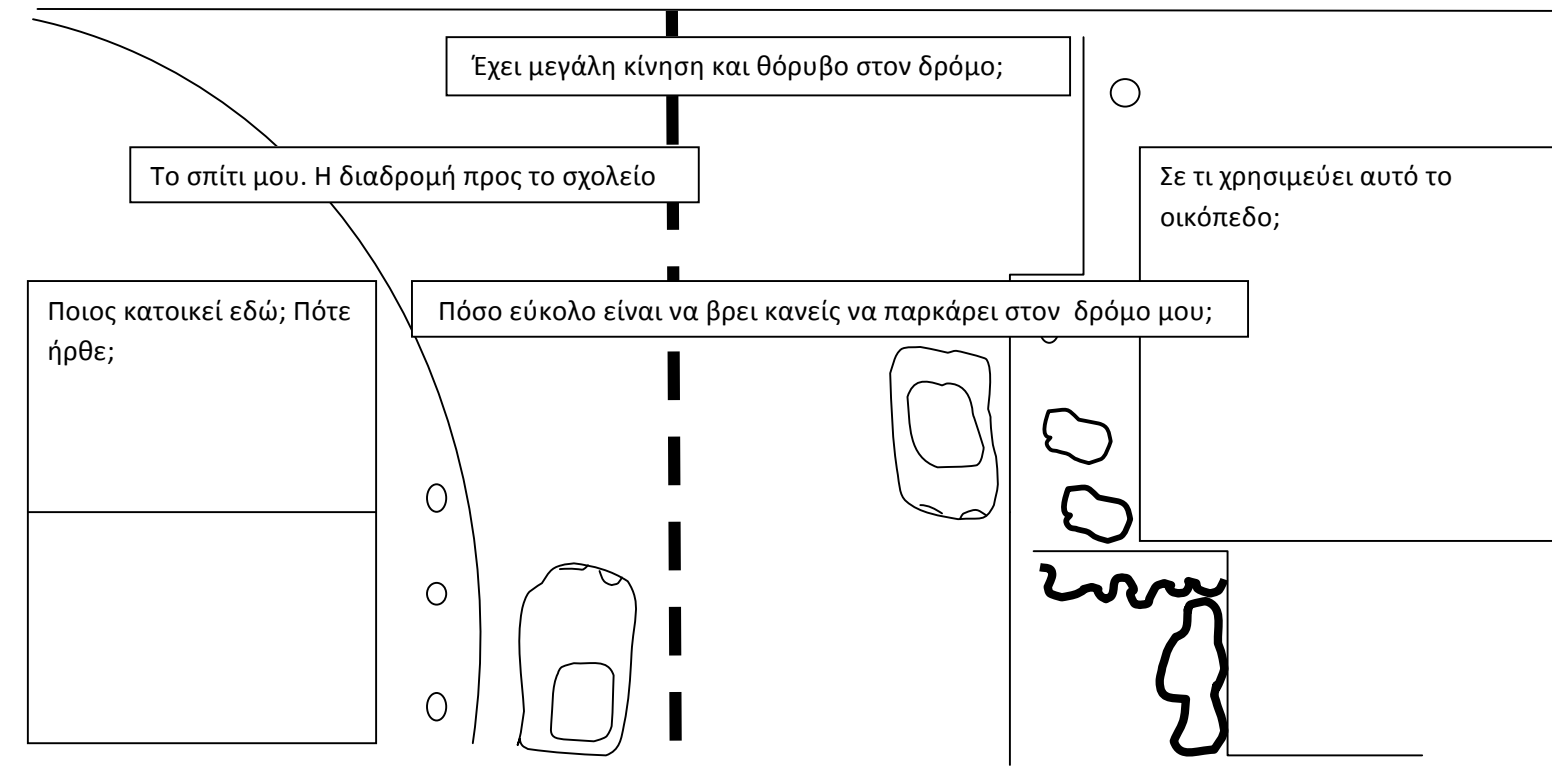 Έχει μεγάλη κίνηση και θόρυβο στον δρόμο;
Το σπίτι μου. Η διαδρομή προς το σχολείο
Σε τι χρησιμεύει αυτό το
οικόπεδο;
Ποιος κατοικεί εδώ; Πότε
ήρθε;
Πόσο εύκολο είναι να βρει κανείς να παρκάρει στον δρόμο μου;